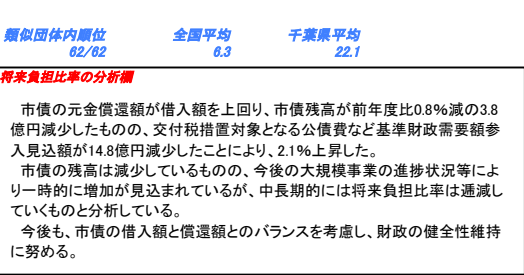 類似団体内順位 全国平均 千葉県平均
62/62 6.3 22.1
将来負担比率の分析欄
市債の元金償還額が借入額を上回り、市債残高が前年度比0.8%減の3.8
億円減少したものの、交付税措置対象となる公債費など基準財政需要額参
入見込額が14.8億円減少したことにより、2.1%上昇した。
市債の残高は減少しているものの、今後の大規模事業の進捗状況等によ
り一時的に増加が見込まれているが、中長期的には将来負担比率は逓減し
ていくものと分析している。
今後も、市債の借入額と償還額とのバランスを考慮し、財政の健全性維持
に努める。